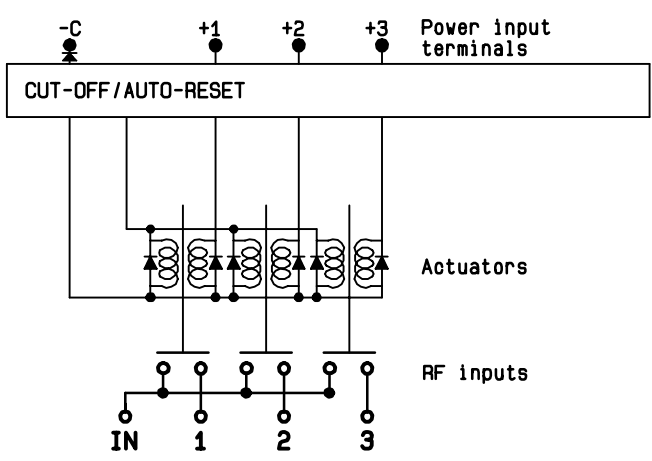 -C +1 +2 +3 Power input
terminals
CUT-OFF/AUTO-RESET
Actuators
RF inputs
IN 1 2 3